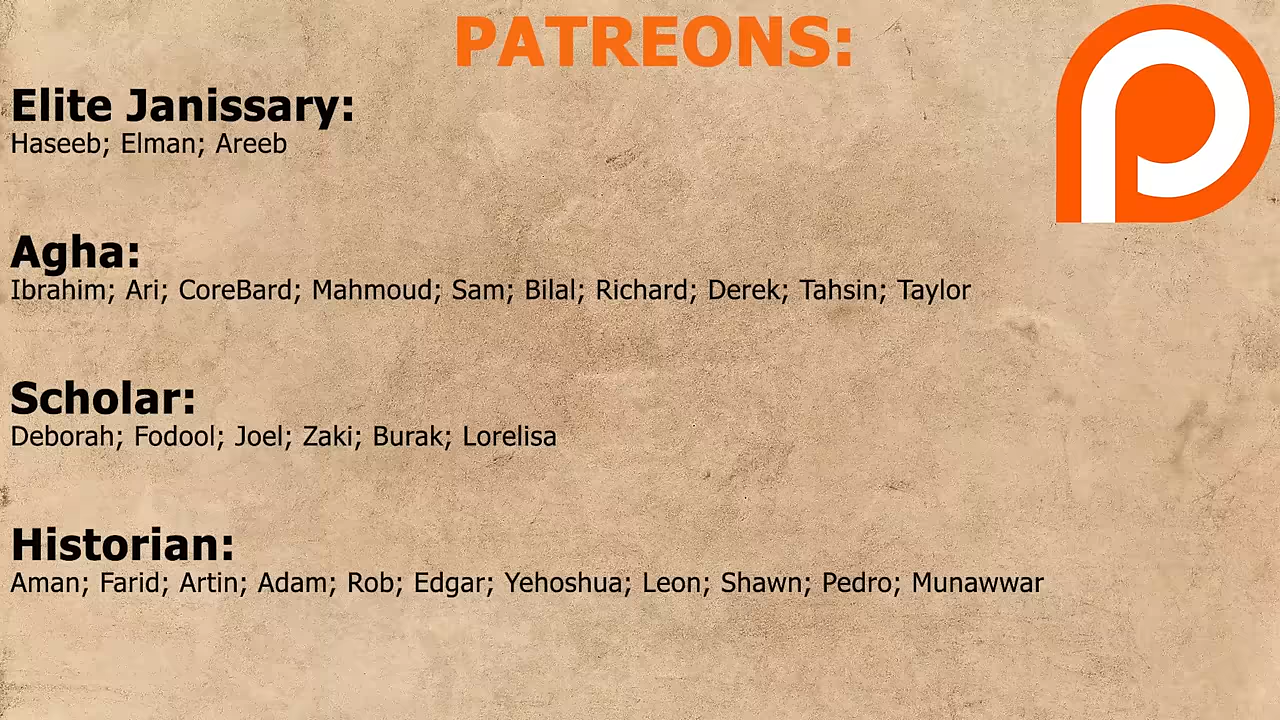 PATREONS:
Elite Janissary:
Haseeb; Elman; Areeb
Agha:
Ibrahim; Ari; CoreBard; Mahmoud; Sam; Bilal; Richard; Derek; Tahsin; Taylor
Scholar:
Deborah; Fodool; Joel; Zaki; Burak; Lorelisa
Historian:
Aman; Farid; Artin; Adam; Rob; Edgar; Yehoshua; Leon; Shawn; Pedro; Munawwar